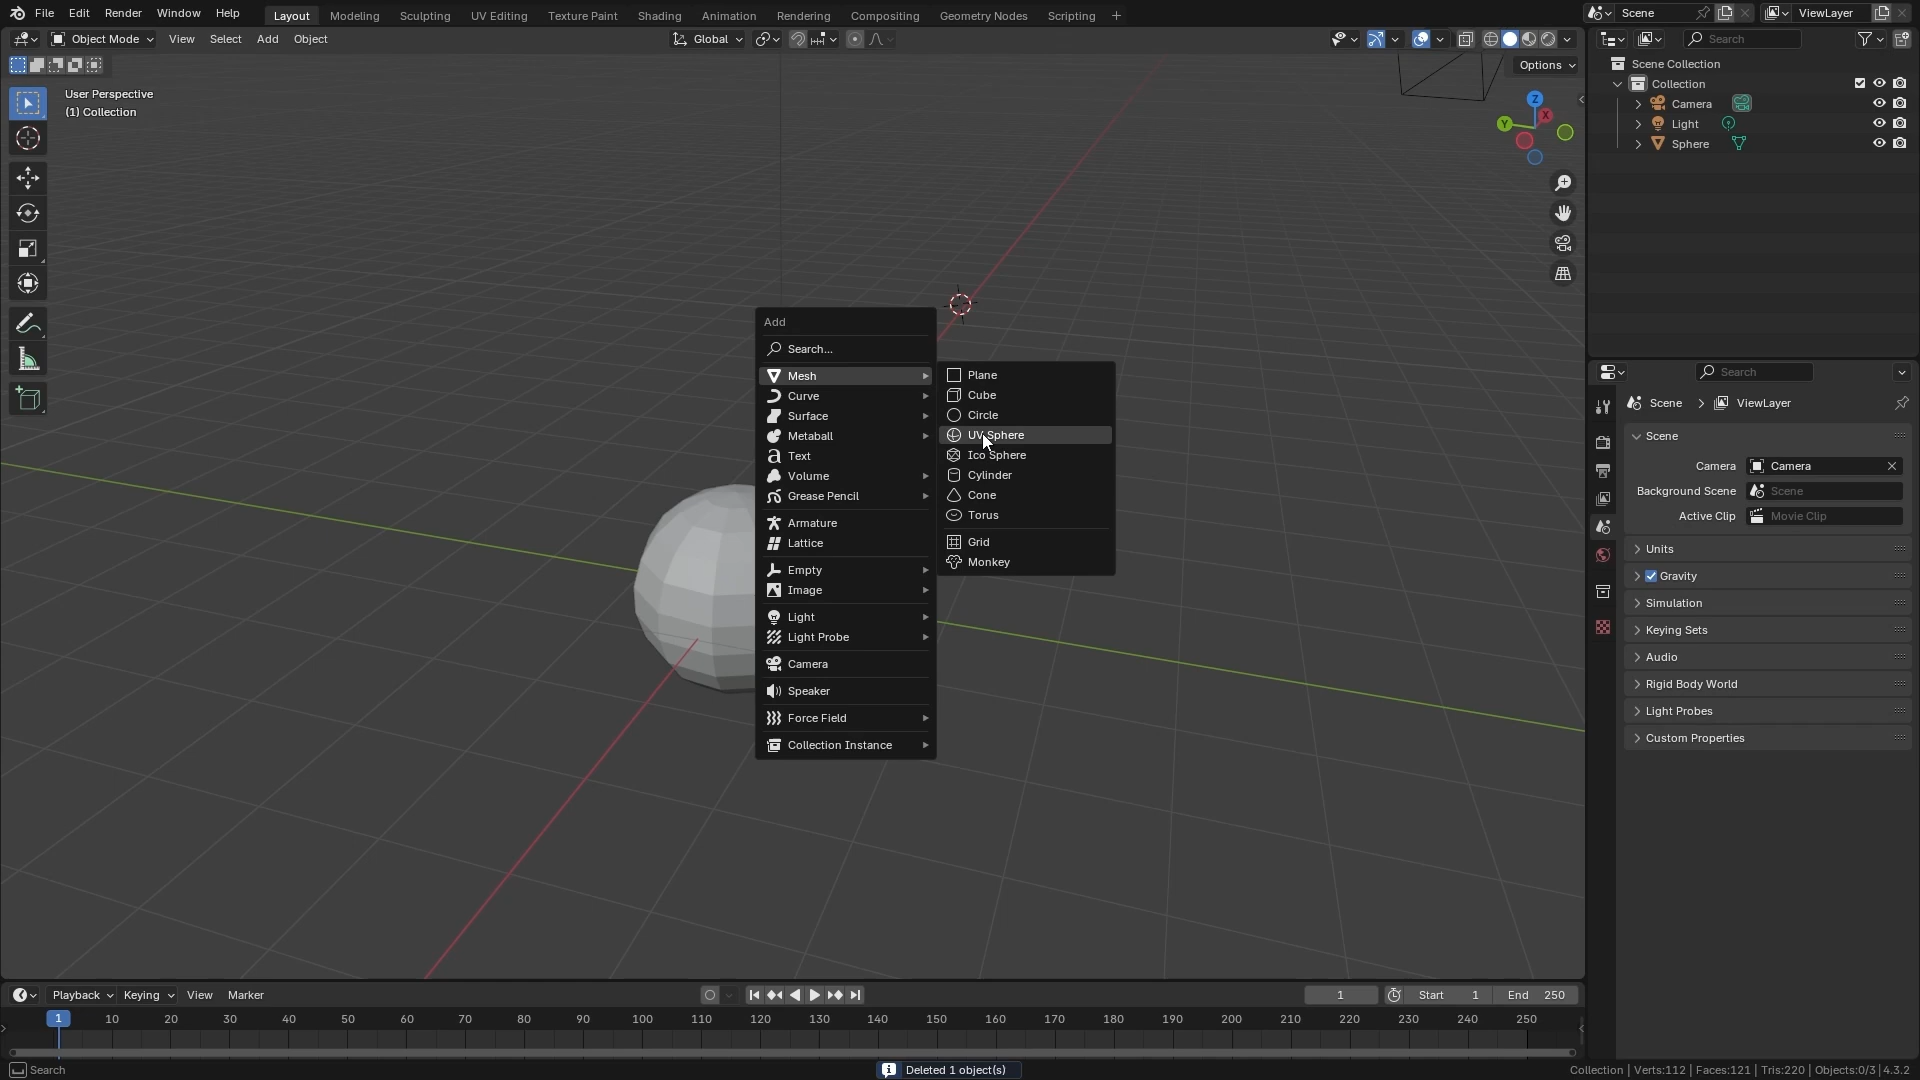 File Edit Render Window Help Layout Modeling Sculpting UV Editing Texture Paint Shading Animation Rendering Compositing Geometry Nodes Scripting Scene ViewLayer
Object Mode View Select Add Object Global Search
Options
User Perspective
(1) Collection
Z
X
Y
Scene Collection
Collection
Camera
Light
Sphere
Add
Search...
Mesh
Curve
Surface
Metaball
Text
Volume
Grease Pencil
Armature
Lattice
Empty
Image
Light
Light Probe
Camera
Speaker
Force Field
Collection Instance
Plane
Cube
Circle
UV Sphere
Ico Sphere
Cylinder
Cone
Torus
Grid
Monkey
Search
Scene ViewLayer
Scene
Camera Camera
Background Scene Scene
Active Clip Movie Clip
Units
Gravity
Simulation
Keying Sets
Audio
Rigid Body World
Light Probes
Custom Properties
Playback Keying View Marker 1 Start 1 End 250
1 10 20 30 40 50 60 70 80 90 100 110 120 130 140 150 160 170 180 190 200 210 220 230 240 250
Search Deleted 1 object(s) Collection | Verts:112 | Faces:121 | Tris:220 | Objects:0/3 | 4.3.2